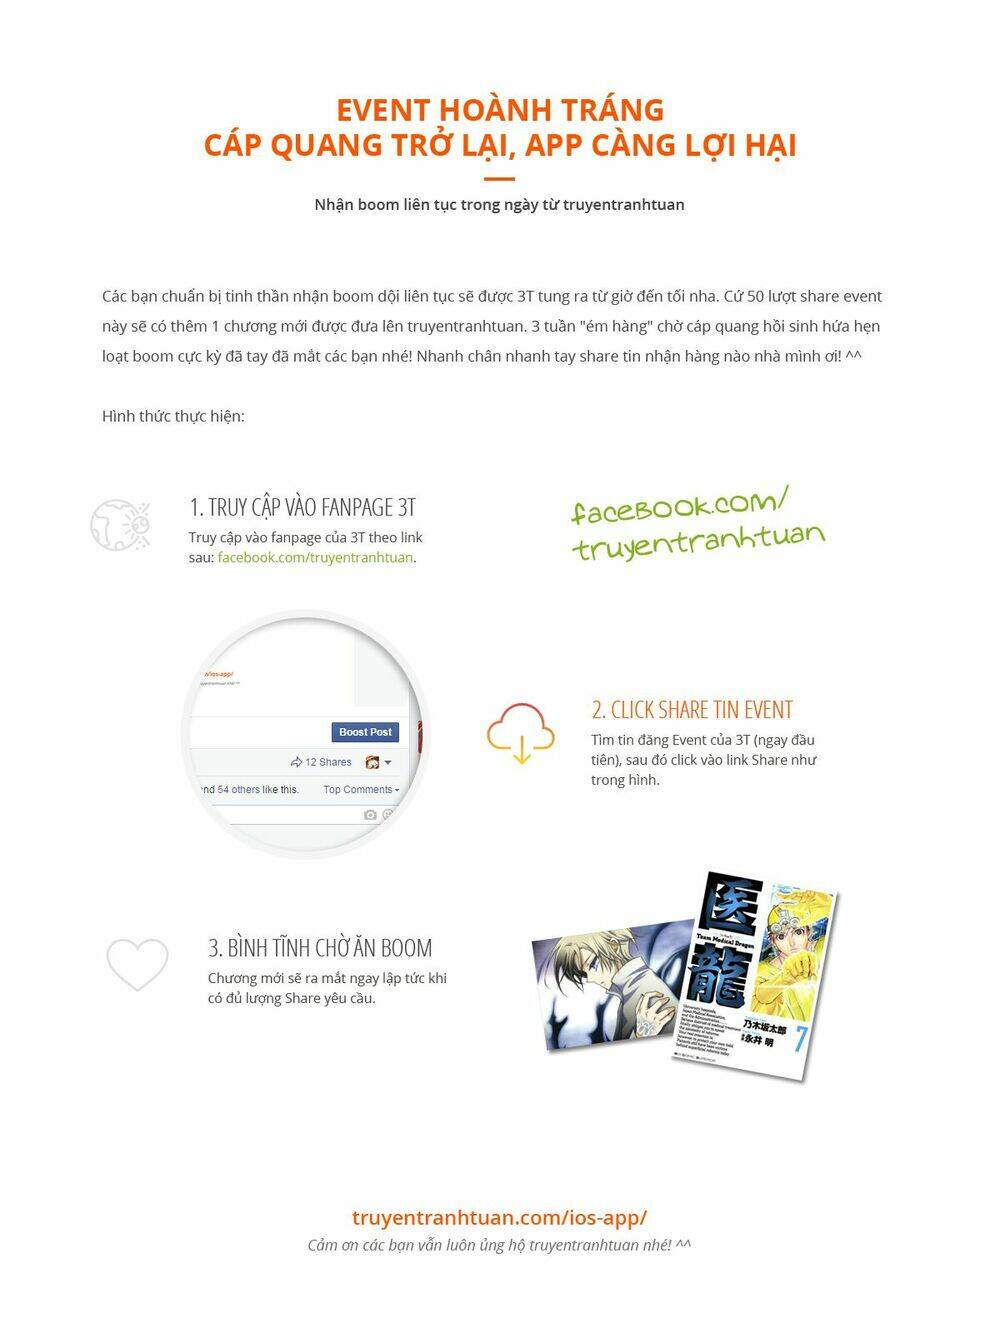 EVENT HOÀNH TRÁNG
CÁP QUANG TRỞ LẠI, APP CÀNG LỢI HẠI
Nhận boom liên tục trong ngày từ truyentranhtuan
Các bạn chuẩn bị tinh thần nhận boom dội liên tục sẽ được 3T tung ra từ giờ đến tối nha. Cứ 50 lượt share event
này sẽ có thêm 1 chương mới được đưa lên truyentranhtuan. 3 tuần "ém hàng" chờ cáp quang hồi sinh hứa hẹn
loạt boom cực kỳ đã tay đã mắt các bạn nhé! Nhanh chân nhanh tay share tin nhận hàng nào nhà mình ơi! ^^
Hình thức thực hiện:
1. TRUY CẬP VÀO FANPAGE 3T
Truy cập vào fanpage của 3T theo link
sau: facebook.com/truyentranhtuan.
faceBOOK.com/
truyentranhtuan
/ios-app/
Boost Post
12 Shares
nd 54 others like this.
Top Comments
2. CLICK SHARE TIN EVENT
Tìm tin đăng Event của 3T (ngay đầu
tiên), sau đó click vào link Share như
trong hình.
3. BÌNH TĨNH CHỜ ĂN BOOM
Chương mới sẽ ra mắt ngay lập tức khi
có đủ lượng Share yêu cầu.
医龍
Team Medical Dragon
乃木坂太郎
永井 明
7
truyentranhtuan.com/ios-app/
Cảm ơn các bạn vẫn luôn ủng hộ truyentranhtuan nhé! ^^